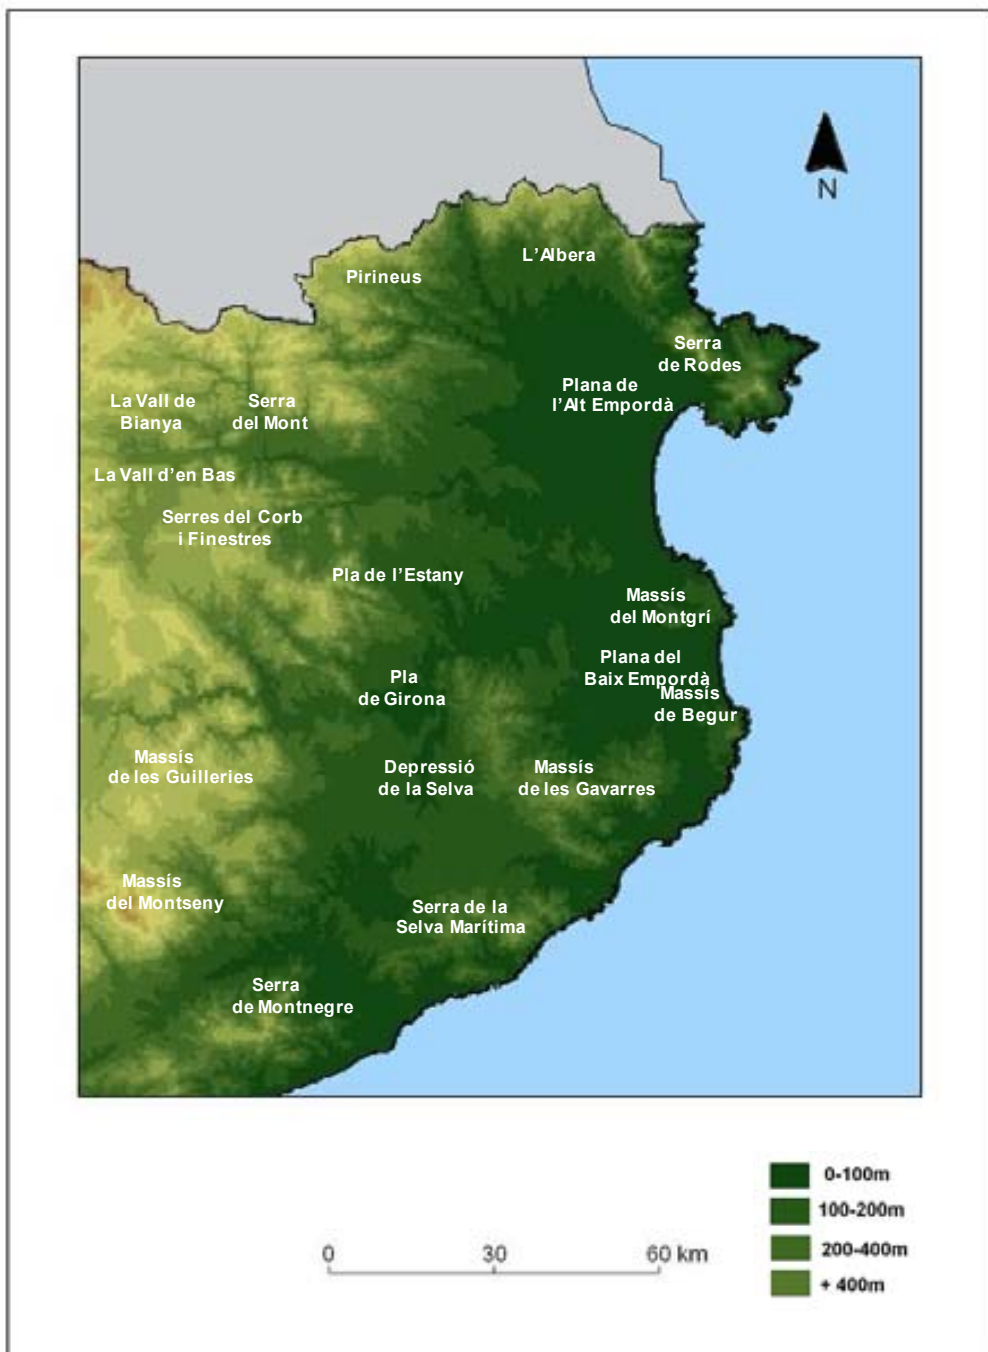 N
L'Albera
Pirineus
Serra
de Rodes
Plana de
l'Alt Empordà
La Vall de
Bianya
Serra
del Mont
La Vall d'en Bas
Serres del Corb
i Finestres
Pla de l'Estany
Massís
del Montgrí
Plana del
Baix Empordà
Massís
de Begur
Pla
de Girona
Massís
de les Guilleries
Depressió
de la Selva
Massís
de les Gavarres
Massís
del Montseny
Serra de la
Selva Marítima
Serra
de Montnegre
0-100m
100-200m
200-400m
+ 400m
0 30 60 km